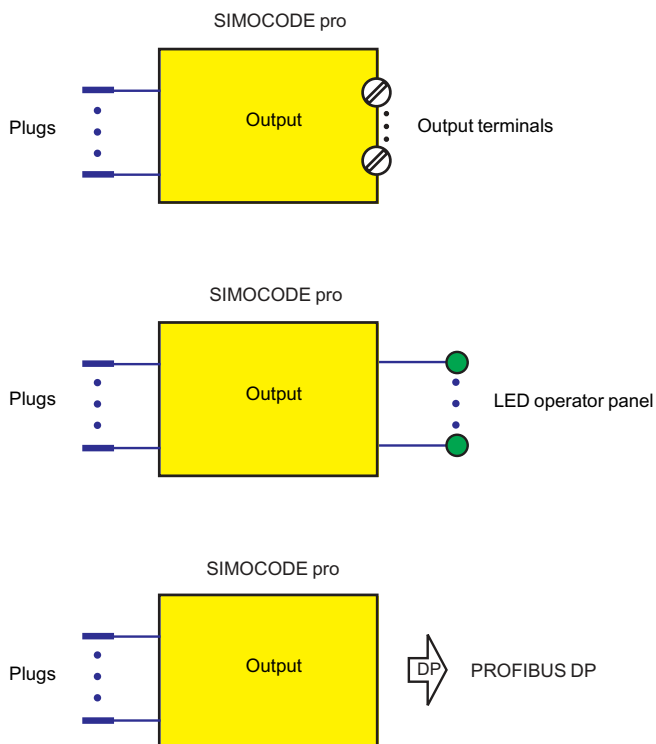 SIMOCODE pro
Plugs
Output
Output terminals
SIMOCODE pro
Plugs
Output
LED operator panel
SIMOCODE pro
Plugs
Output
DP
PROFIBUS DP